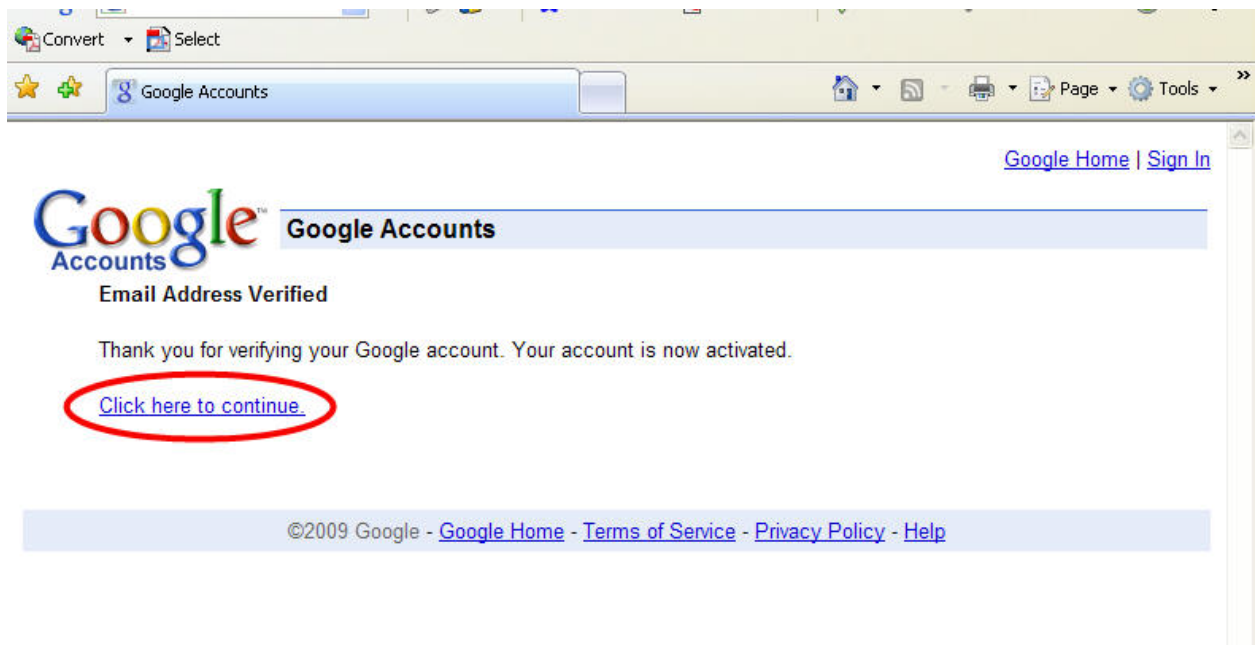 Convert Select
Google Accounts Page Tools »
Google Home | Sign In
Google™ Accounts
Google Accounts
Email Address Verified
Thank you for verifying your Google account. Your account is now activated.
Click here to continue.
©2009 Google - Google Home - Terms of Service - Privacy Policy - Help